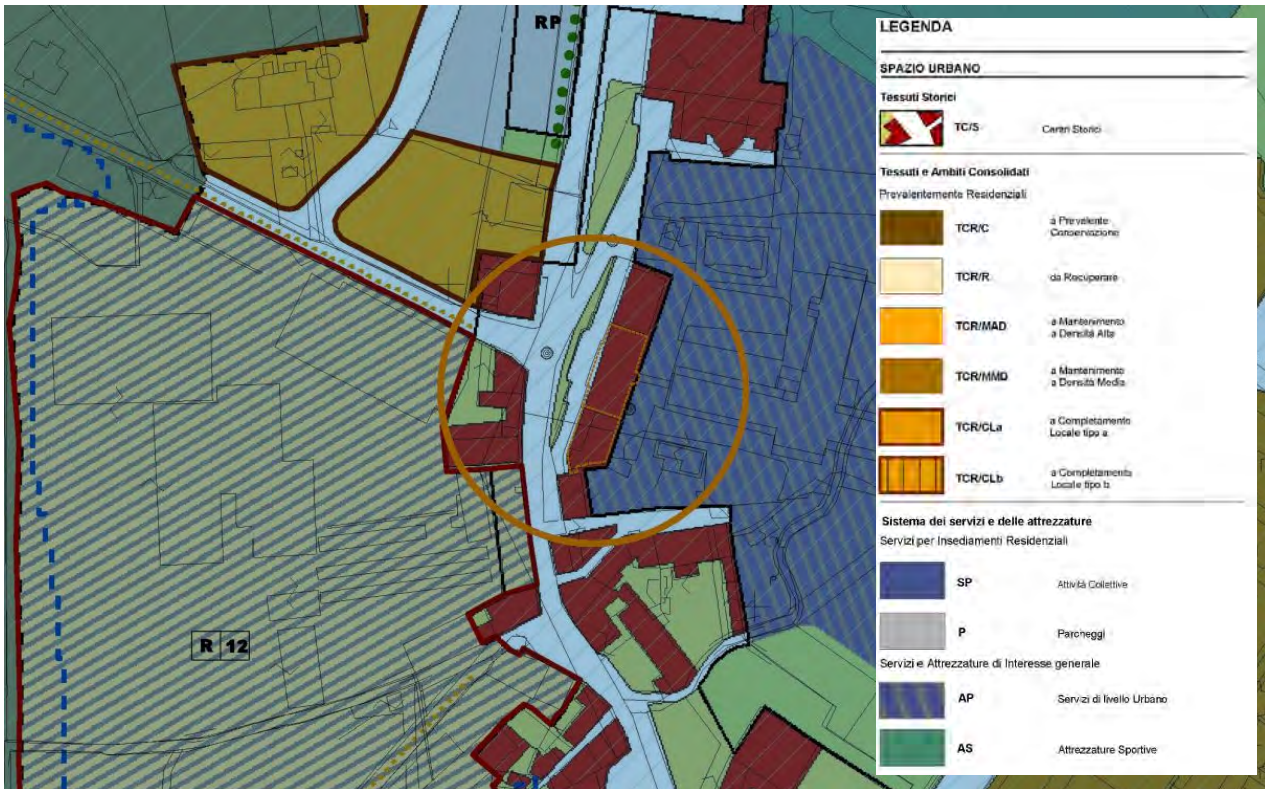 RP
R 12
LEGENDA
SPAZIO URBANO
Tessuti Storici
TC/S Centri Storici
Tessuti e Ambiti Consolidati
Prevalentemente Residenziali
TCR/C a Prevalente
Conservazione
TCR/R da Recuperare
TCR/MAD a Mantenimento
a Densità Alta
TCR/MMD a Mantenimento
a Densità Media
TCR/CLa a Completamento
Locale tipo a
TCR/CLb a Completamento
Locale tipo b
Sistema dei servizi e delle attrezzature
Servizi per Insediamenti Residenziali
SP Attività Collettive
P Parcheggi
Servizi e Attrezzature di Interesse generale
AP Servizi di livello Urbano
AS Attrezzature Sportive